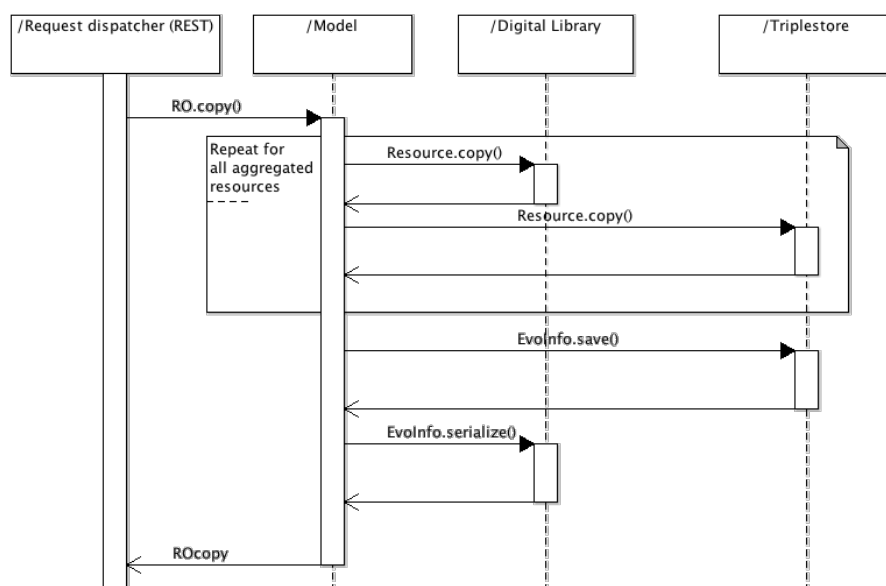 /Request dispatcher (REST)
/Model
/Digital Library
/Triplestore
RO.copy()
Repeat for
all aggregated
resources
Resource.copy()
Resource.copy()
EvoInfo.save()
EvoInfo.serialize()
ROcopy